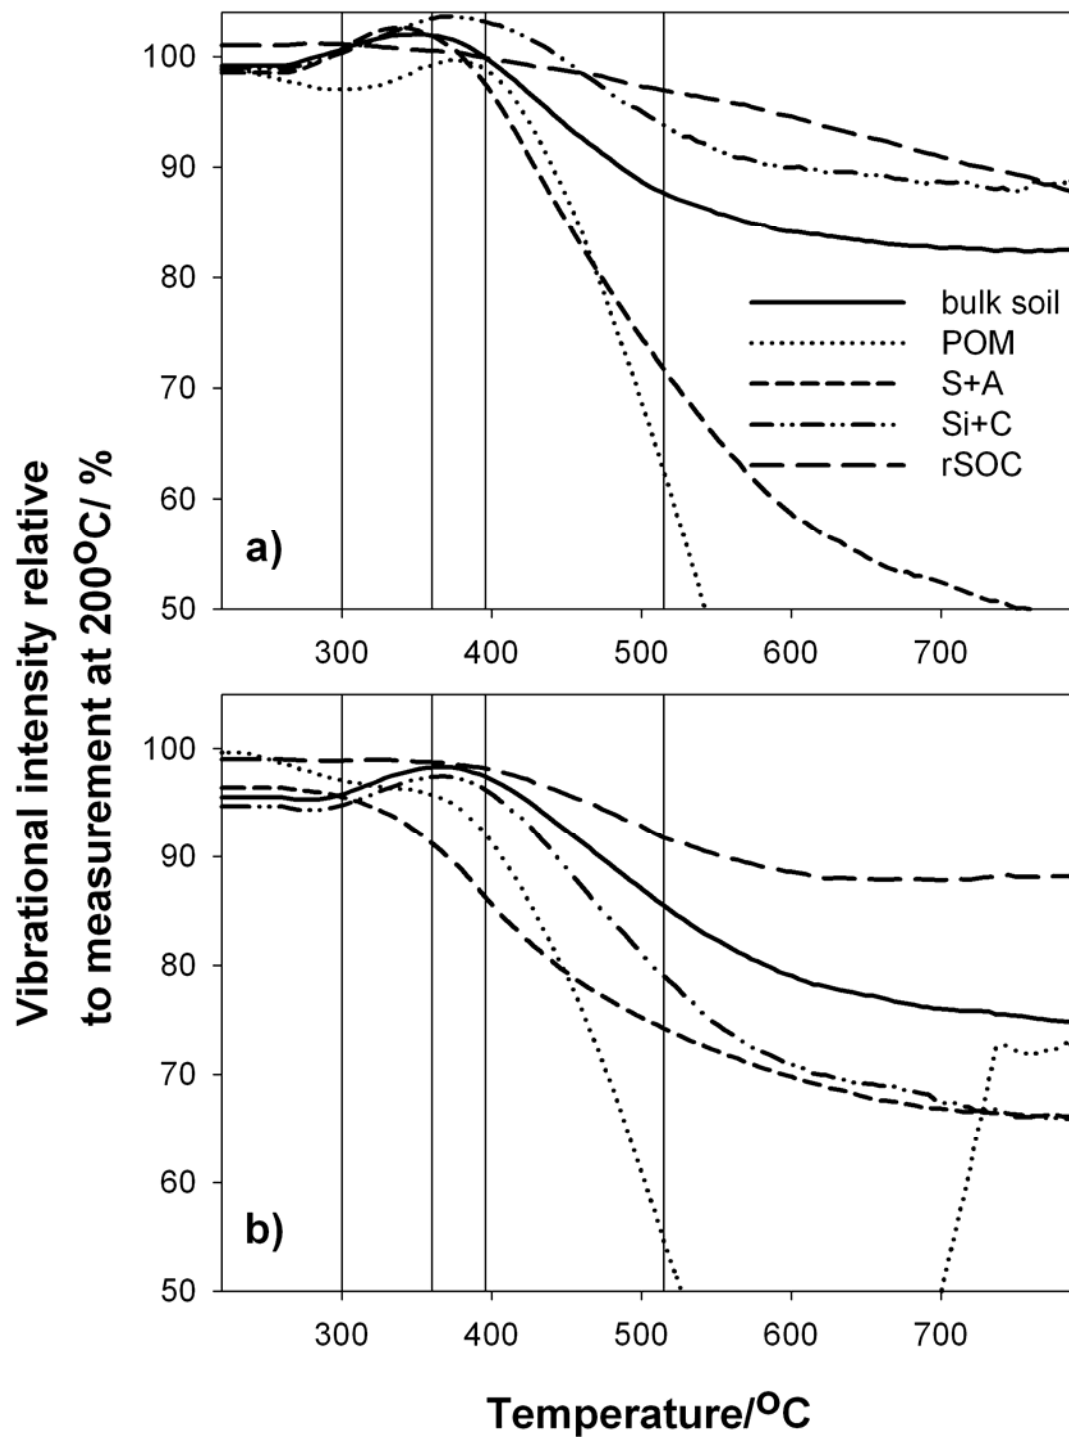 Vibrational intensity relative
to measurement at 200°C/ %
100
90
80
70
60
50
bulk soil
POM
S+A
Si+C
rSOC
a)
300 400 500 600 700
100
90
80
70
60
50
b)
300 400 500 600 700
Temperature/°C